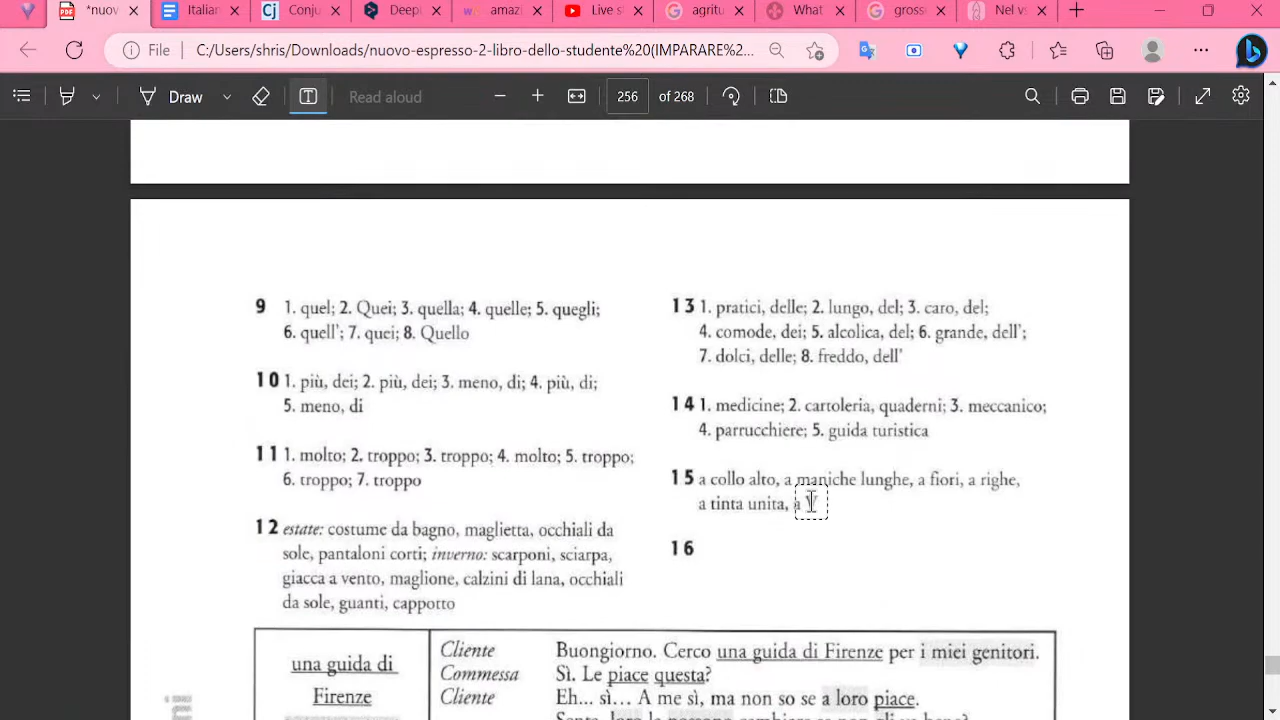 *nuov
Italian
Conju
Deepl
amazi
Live s
agritu
What
gross
Nel vs
File
C:/Users/shris/Downloads/nuovo-espresso-2-libro-dello-studente%20(IMPARARE%2...
Draw
Read aloud
256
of 268
9 1. quel; 2. Quei; 3. quella; 4. quelle; 5. quegli;
6. quell'; 7. quei; 8. Quello
10 1. più, dei; 2. più, dei; 3. meno, di; 4. più, di;
5. meno, di
11 1. molto; 2. troppo; 3. troppo; 4. molto; 5. troppo;
6. troppo; 7. troppo
12 estate: costume da bagno, maglietta, occhiali da
sole, pantaloni corti; inverno: scarponi, sciarpa,
giacca a vento, maglione, calzini di lana, occhiali
da sole, guanti, cappotto
13 1. pratici, delle; 2. lungo, del; 3. caro, del;
4. comode, dei; 5. alcolica, del; 6. grande, dell';
7. dolci, delle; 8. freddo, dell'
14 1. medicine; 2. cartoleria, quaderni; 3. meccanico;
4. parrucchiere; 5. guida turistica
15 a collo alto, a maniche lunghe, a fiori, a righe,
a tinta unita, a V
16
una guida di
Firenze
Cliente Buongiorno. Cerco una guida di Firenze per i miei genitori.
Commessa Sì. Le piace questa?
Cliente Eh... sì... A me sì, ma non so se a loro piace.